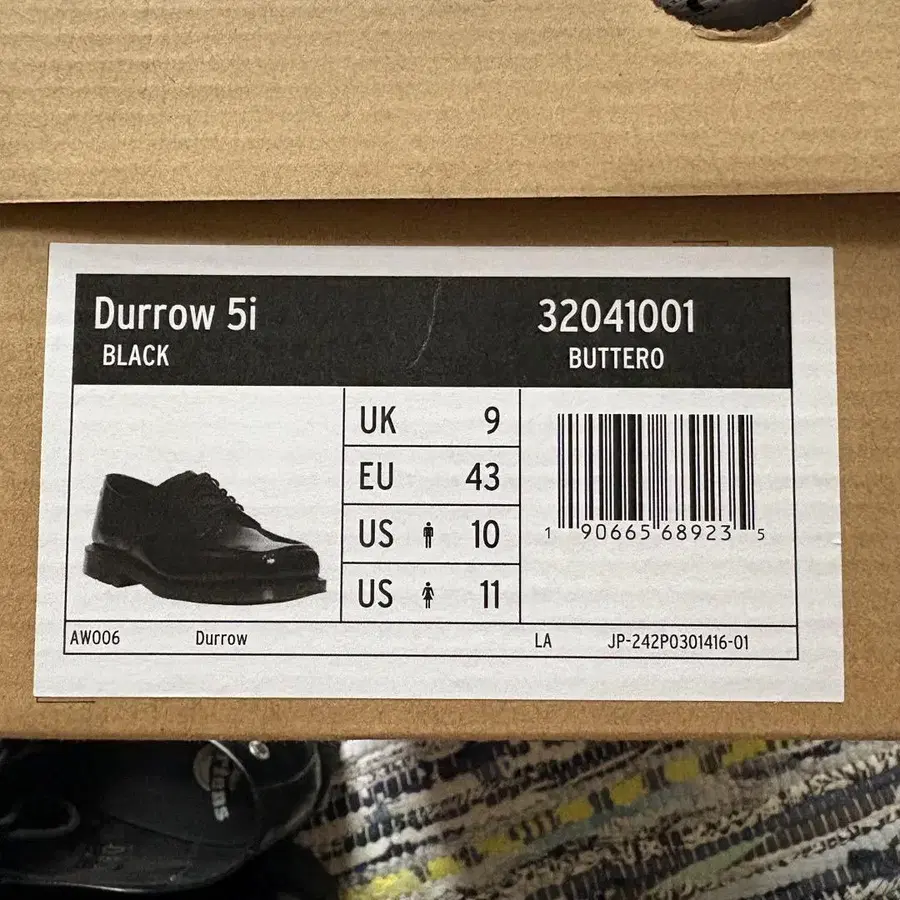 Durrow 5i
BLACK
32041001
BUTTERO
UK 9
EU 43
US 10
US 11
1 90665 68923 5
AW006 Durrow LA JP-242P0301416-01